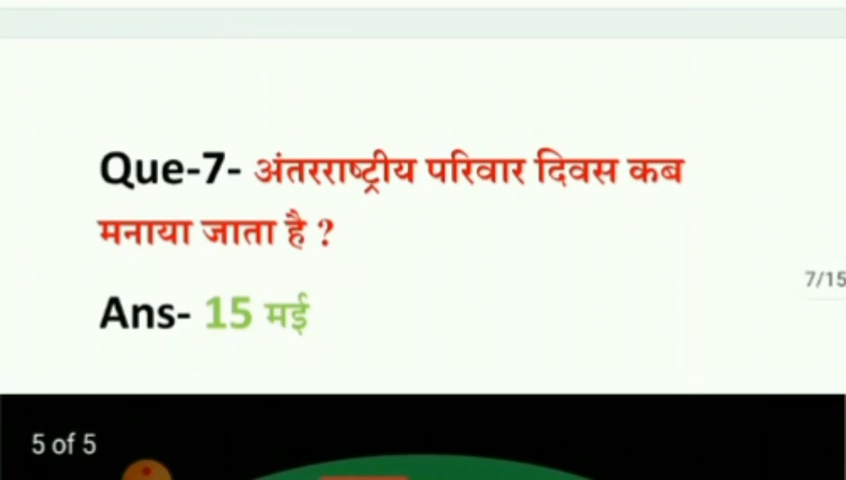 Que-7- अंतरराष्ट्रीय परिवार दिवस कब
मनाया जाता है ?
7/15
Ans- 15 मई
5 of 5